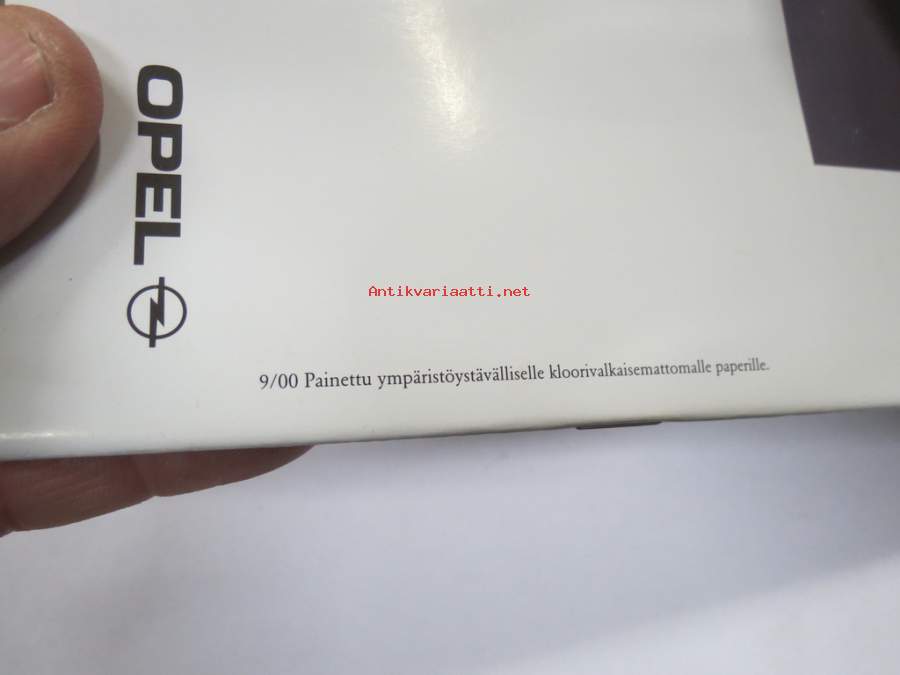 OPEL
Antikvariaatti.net
9/00 Painettu ympäristöystävälliselle kloorivalkaisemattomalle paperille.